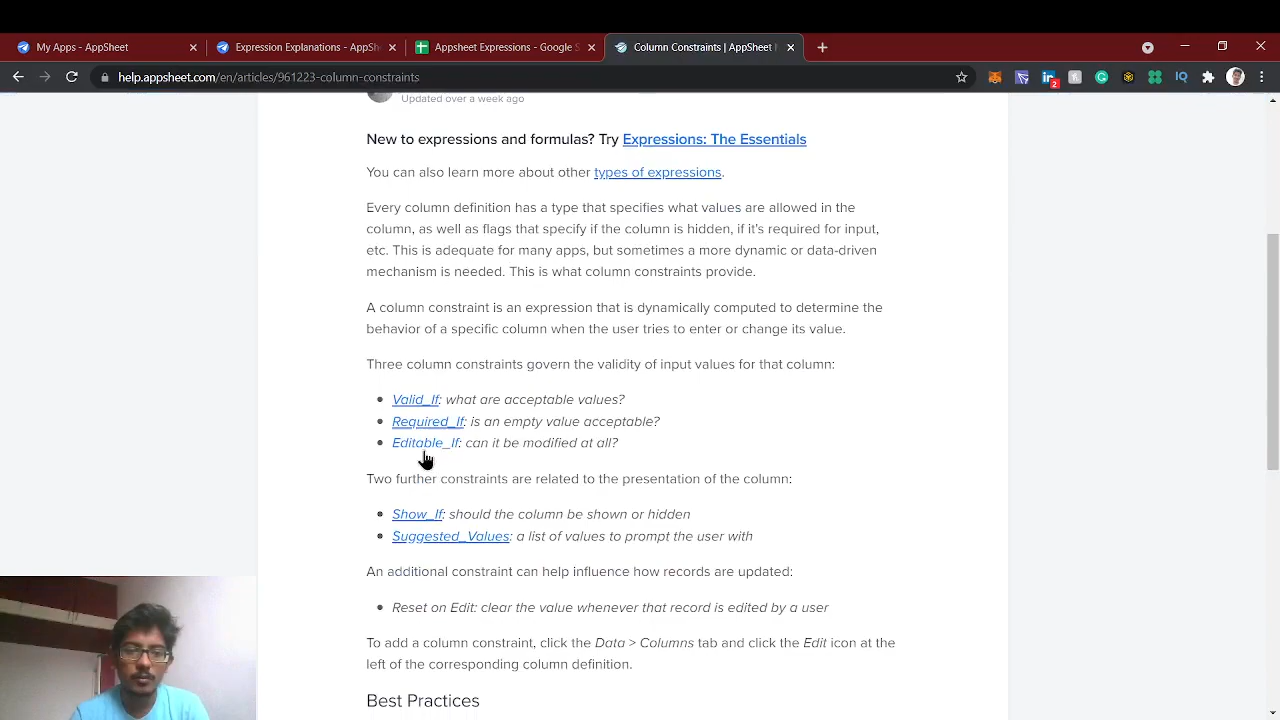 My Apps - AppSheet
Expression Explanations - AppSh
Appsheet Expressions - Google S
Column Constraints | AppSheet
help.appsheet.com/en/articles/961223-column-constraints
IQ
2
Updated over a week ago
New to expressions and formulas? Try Expressions: The Essentials
You can also learn more about other types of expressions.
Every column definition has a type that specifies what values are allowed in the
column, as well as flags that specify if the column is hidden, if it's required for input,
etc. This is adequate for many apps, but sometimes a more dynamic or data-driven
mechanism is needed. This is what column constraints provide.
A column constraint is an expression that is dynamically computed to determine the
behavior of a specific column when the user tries to enter or change its value.
Three column constraints govern the validity of input values for that column:
Valid_If: what are acceptable values?
Required_If: is an empty value acceptable?
Editable_If: can it be modified at all?
Two further constraints are related to the presentation of the column:
Show_If: should the column be shown or hidden
Suggested_Values: a list of values to prompt the user with
An additional constraint can help influence how records are updated:
Reset on Edit: clear the value whenever that record is edited by a user
To add a column constraint, click the Data > Columns tab and click the Edit icon at the
left of the corresponding column definition.
Best Practices